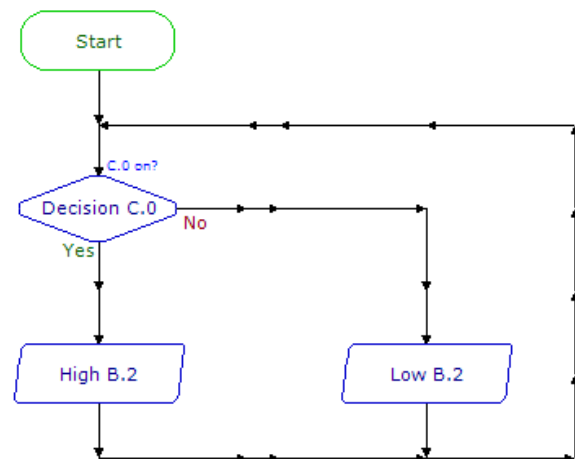 Start
C.0 on?
Decision C.0
No
Yes
High B.2
Low B.2